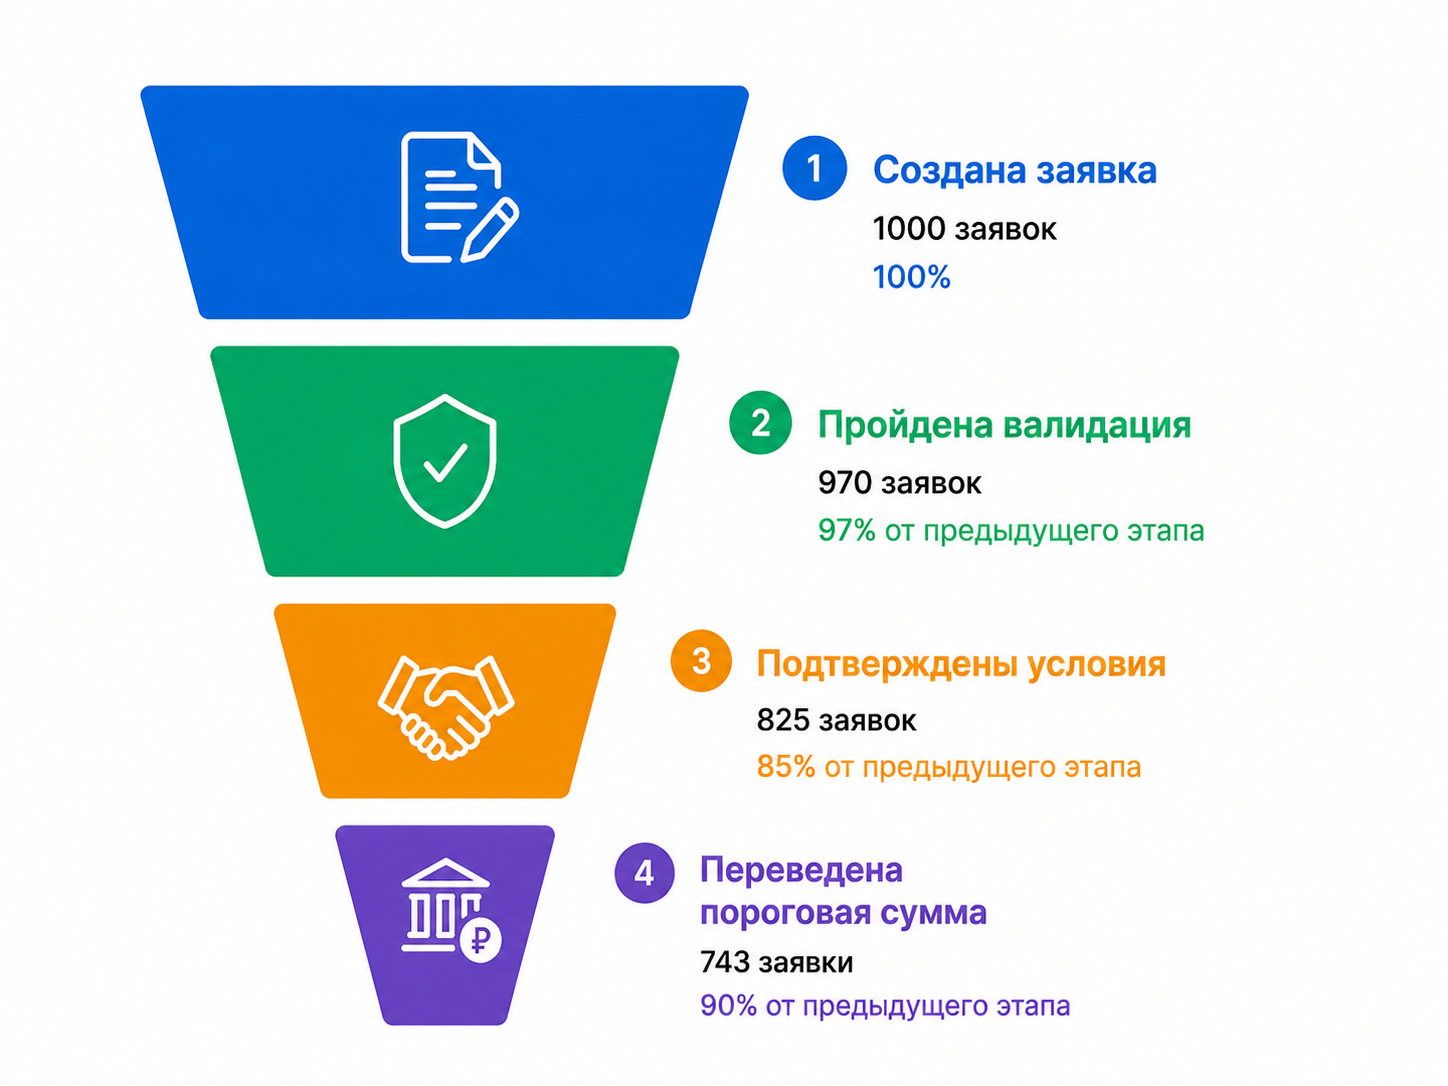 1
Создана заявка
1000 заявок
100%
2
Пройдена валидация
970 заявок
97% от предыдущего этапа
3
Подтверждены условия
825 заявок
85% от предыдущего этапа
4
Переведена
пороговая сумма
743 заявки
90% от предыдущего этапа
₽